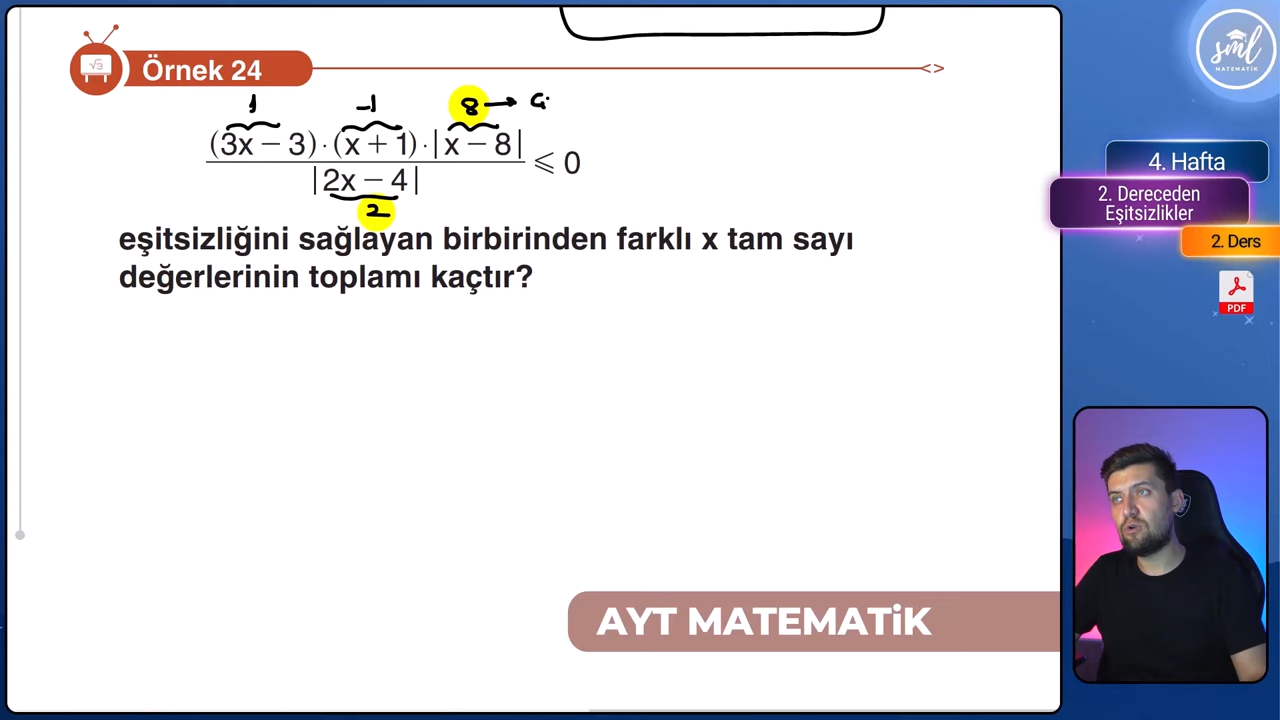 √3
Örnek 24
1 -1 8 → Ç.
(3x − 3) · (x + 1) · |x − 8|
⩽ 0
|2x − 4|
2
eşitsizliğini sağlayan birbirinden farklı x tam sayı
değerlerinin toplamı kaçtır?
AYT MATEMATİK
sml
MATEMATİK
4. Hafta
2. Dereceden
Eşitsizlikler
2. Ders
PDF